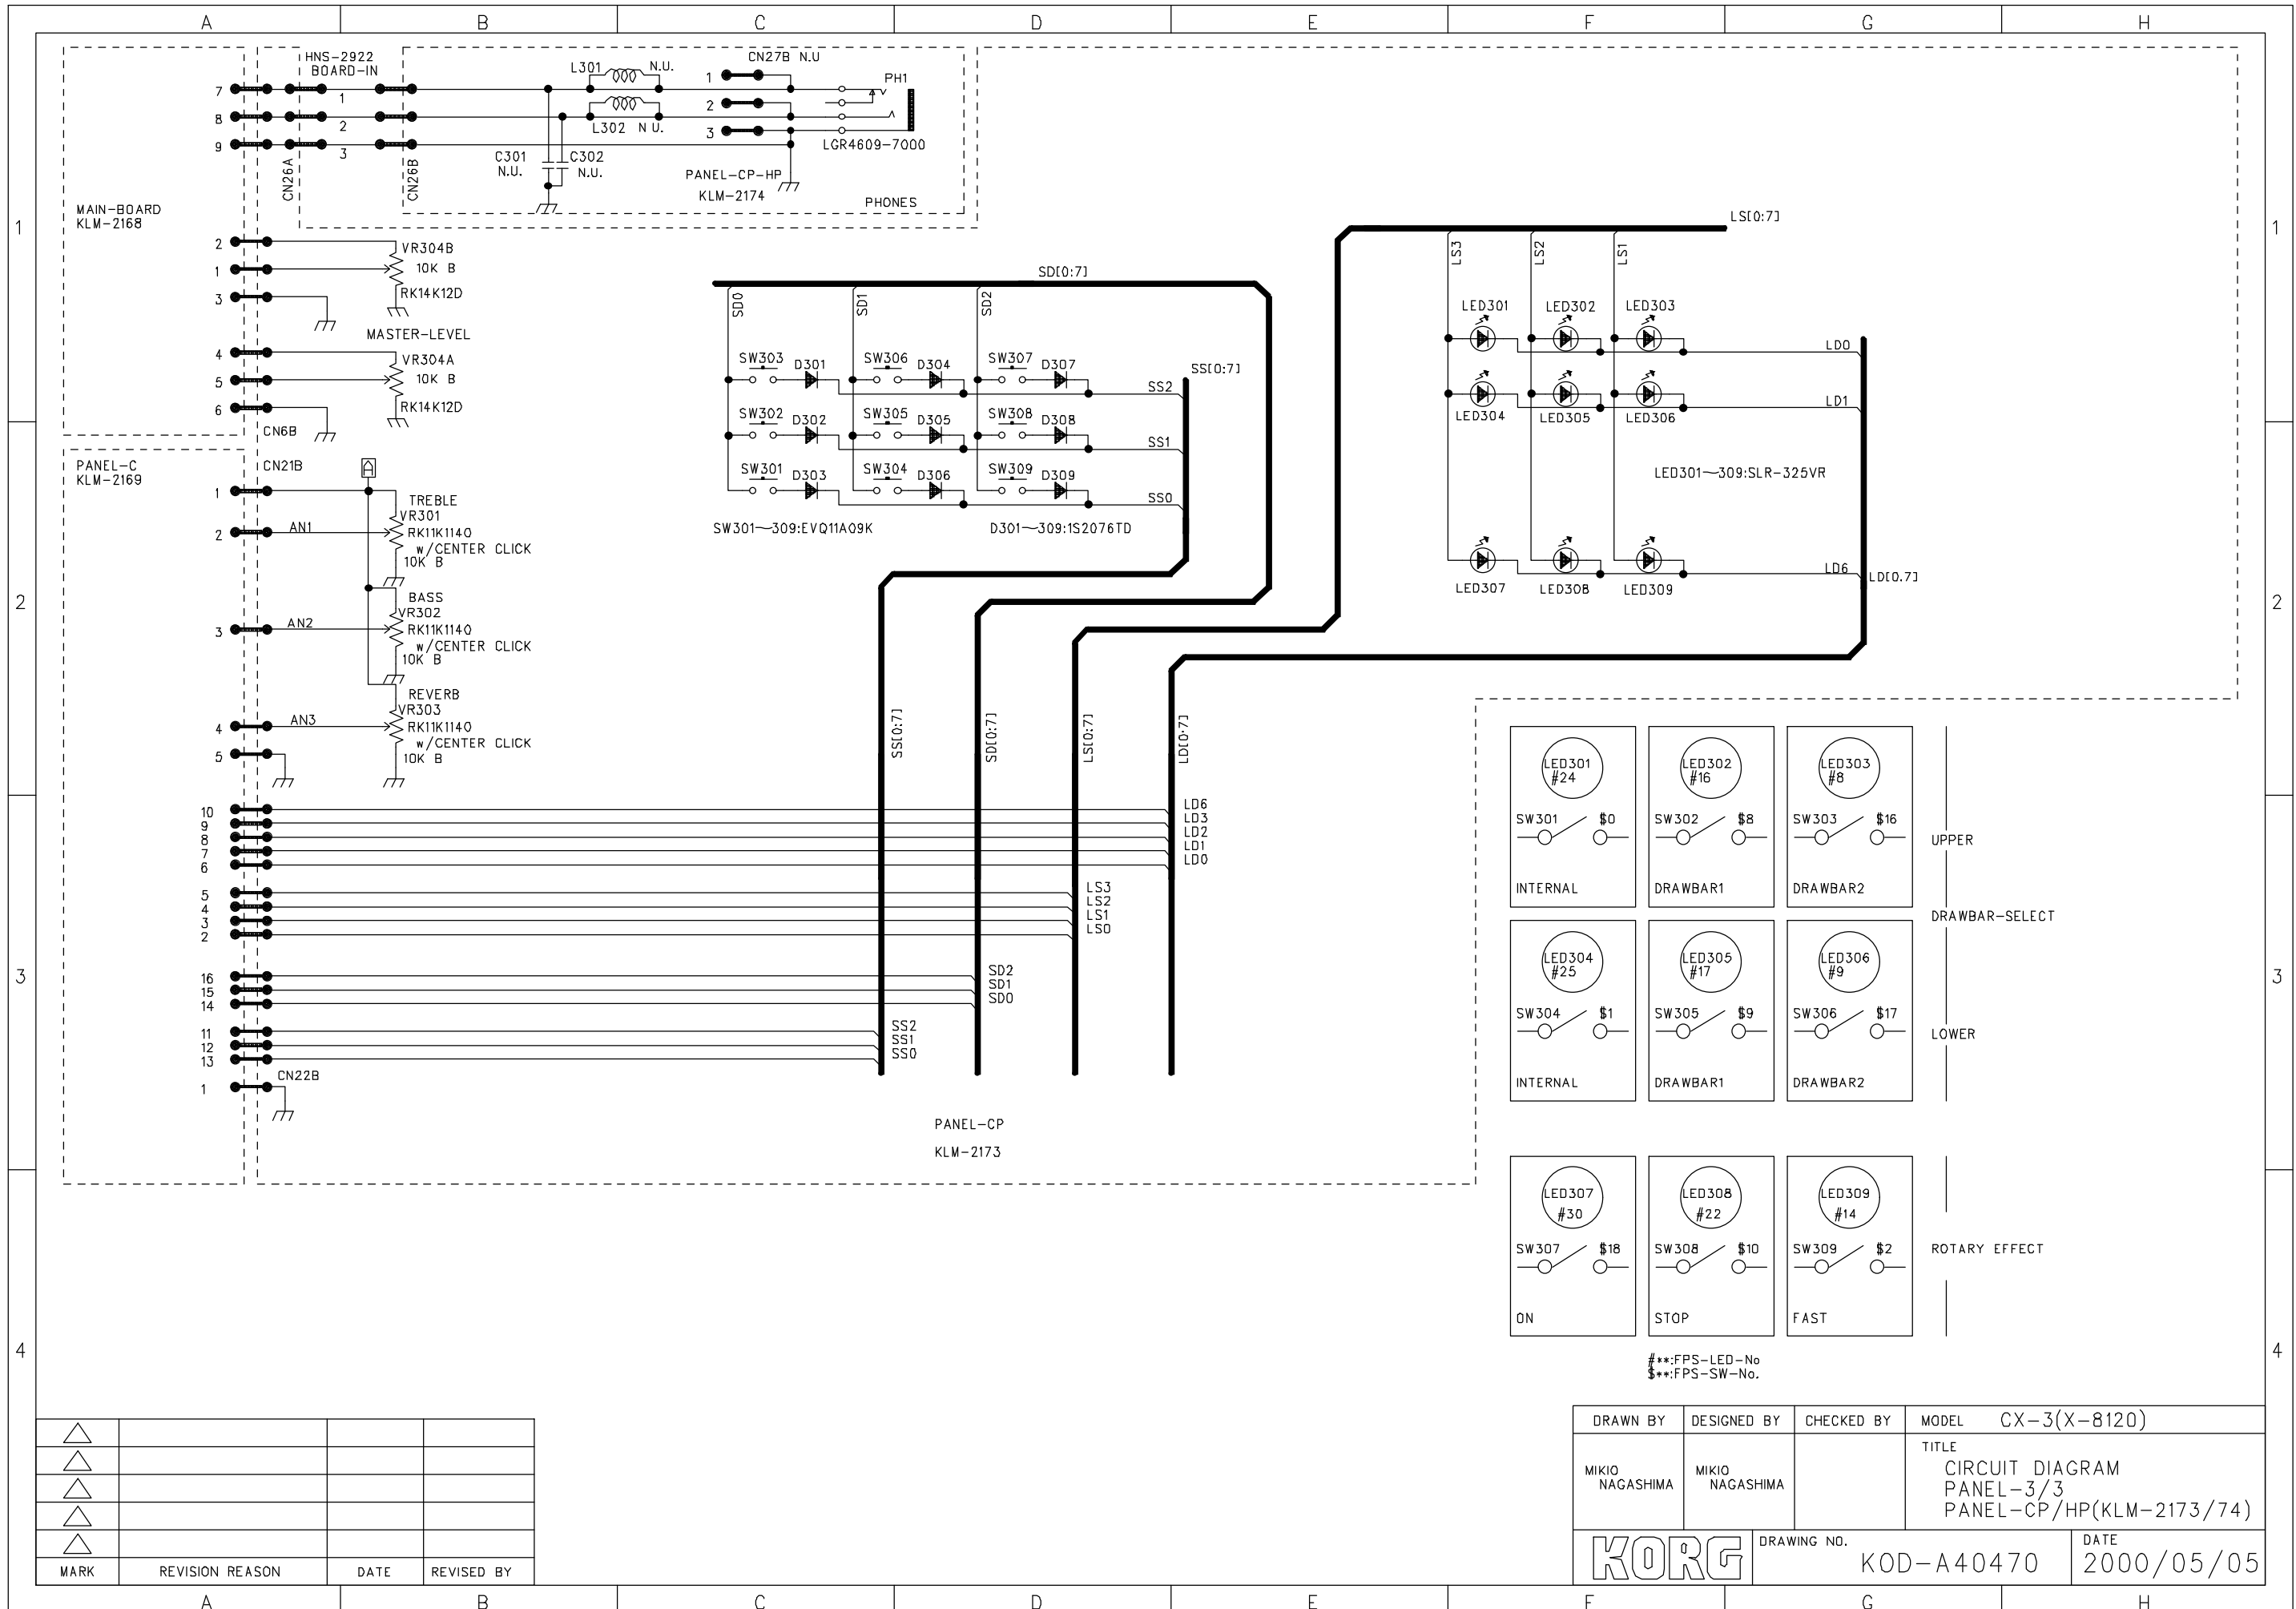 A B C D E F G H
HNS-2922
BOARD-IN
L301 N.U.
CN27B N.U
PH1
7
1
1
8
2
2
L302 N U.
9
3
3
LGR4609-7000
CN26A
CN26B
C301
N.U.
C302
N.U.
PANEL-CP-HP
KLM-2174
PHONES
MAIN-BOARD
KLM-2168
1
1
2
VR304B
1
10K B
3
RK14K12D
MASTER-LEVEL
4
VR304A
5
10K B
6
RK14K12D
CN6B
SD[0:7]
SD0
SD1
SD2
SW303 D301 SW306 D304 SW307 D307
SS[0:7]
SS2
SW302 D302 SW305 D305 SW308 D308
SS1
SW301 D303 SW304 D306 SW309 D309
SS0
SW301~309:EVQ11A09K
D301~309:1S2076TD
LS[0:7]
LS3
LS2
LS1
LED301 LED302 LED303
LD0
LD1
LED304 LED305 LED306
LED301~309:SLR-325VR
LD6
LD[0.7]
LED307 LED308 LED309
PANEL-C
KLM-2169
CN21B
A
1
TREBLE
VR301
2
AN1
RK11K1140
w/CENTER CLICK
10K B
2
2
BASS
VR302
3
AN2
RK11K1140
w/CENTER CLICK
10K B
REVERB
VR303
4
AN3
RK11K1140
w/CENTER CLICK
10K B
5
SS[0:7]
SD[0:7]
LS[0:7]
LD[0:7]
10 LD6
9 LD3
8 LD2
7 LD1
6 LD0
5 LS3
4 LS2
3 LS1
2 LS0
3
3
16 SD2
15 SD1
14 SD0
11 SS2
12 SS1
13 SS0
CN22B
1
PANEL-CP
KLM-2173
LED301
#24
LED302
#16
LED303
#8
SW301 $0
SW302 $8
SW303 $16
UPPER
INTERNAL
DRAWBAR1
DRAWBAR2
DRAWBAR-SELECT
LED304
#25
LED305
#17
LED306
#9
SW304 $1
SW305 $9
SW306 $17
LOWER
INTERNAL
DRAWBAR1
DRAWBAR2
LED307
#30
LED308
#22
LED309
#14
SW307 $18
SW308 $10
SW309 $2
ROTARY EFFECT
ON
STOP
FAST
4
4
#**:FPS-LED-No
$**:FPS-SW-No.
MARK REVISION REASON DATE REVISED BY
DRAWN BY DESIGNED BY CHECKED BY MODEL CX-3(X-8120)
MIKIO
NAGASHIMA
MIKIO
NAGASHIMA
TITLE
CIRCUIT DIAGRAM
PANEL-3/3
PANEL-CP/HP(KLM-2173/74)
KORG
DRAWING NO.
KOD-A40470
DATE
2000/05/05
A B C D E F G H